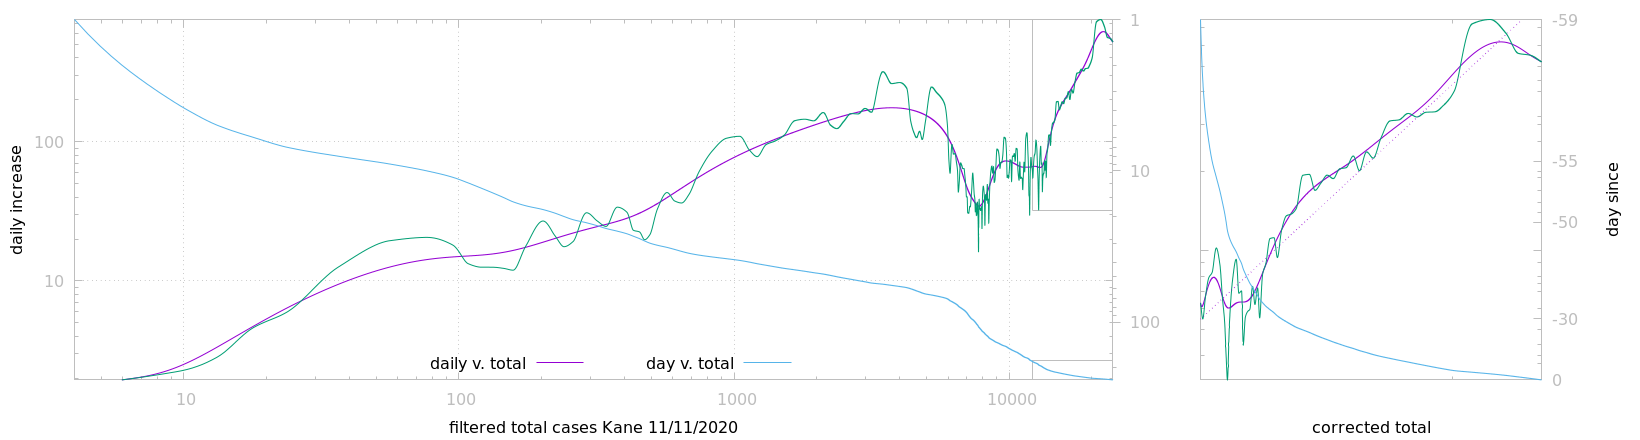 1
-59
100
daily increase
10
-55
-50
day since
10
-30
100
daily v. total
day v. total
0
10
100
1000
10000
filtered total cases Kane 11/11/2020
corrected total